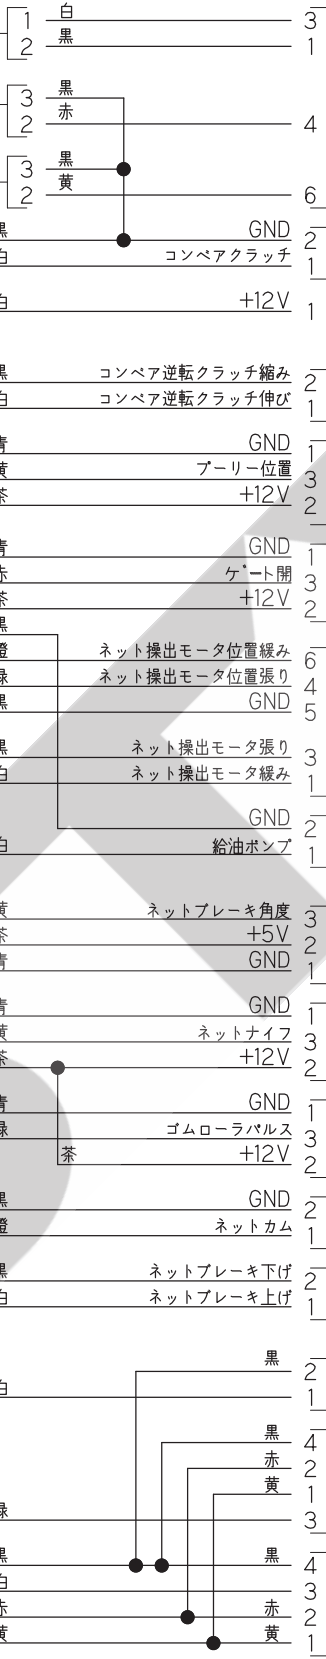 1 白 3
2 黒 1
3 黒
2 赤 4
3 黒
2 黄 6
黒 GND 2
白 コンベアクラッチ 1
白 +12V 1
黒 コンベア逆転クラッチ縮み 2
白 コンベア逆転クラッチ伸び 1
青 GND 1
黄 プーリー位置 3
茶 +12V 2
青 GND 1
赤 ゲート開 3
茶 +12V 2
黒
橙 ネット操出モータ位置緩み 6
緑 ネット操出モータ位置張り 4
黒 GND 5
黒 ネット操出モータ張り 3
白 ネット操出モータ緩み 1
GND 2
白 給油ポンプ 1
黄 ネットブレーキ角度 3
茶 +5V 2
青 GND 1
青 GND 1
黄 ネットナイフ 3
茶 +12V 2
青 GND 1
緑 ゴムローラパルス 3
茶 +12V 2
黒 GND 2
橙 ネットカム 1
黒 ネットブレーキ下げ 2
白 ネットブレーキ上げ 1
黒 2
白 1
黒 4
赤 2
黄 1
緑 3
黒 黒 4
白 3
赤 赤 2
黄 黄 1